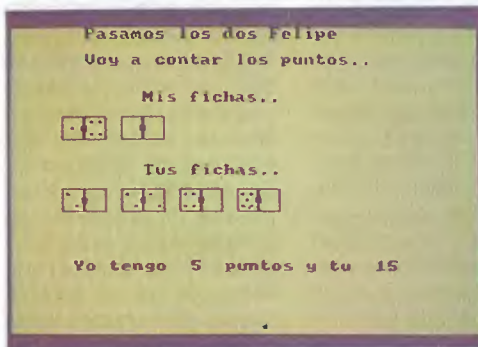 Pasamos los dos Felipe
Voy a contar los puntos..
Mis fichas..
Tus fichas..
Yo tengo 5 puntos y tu 15